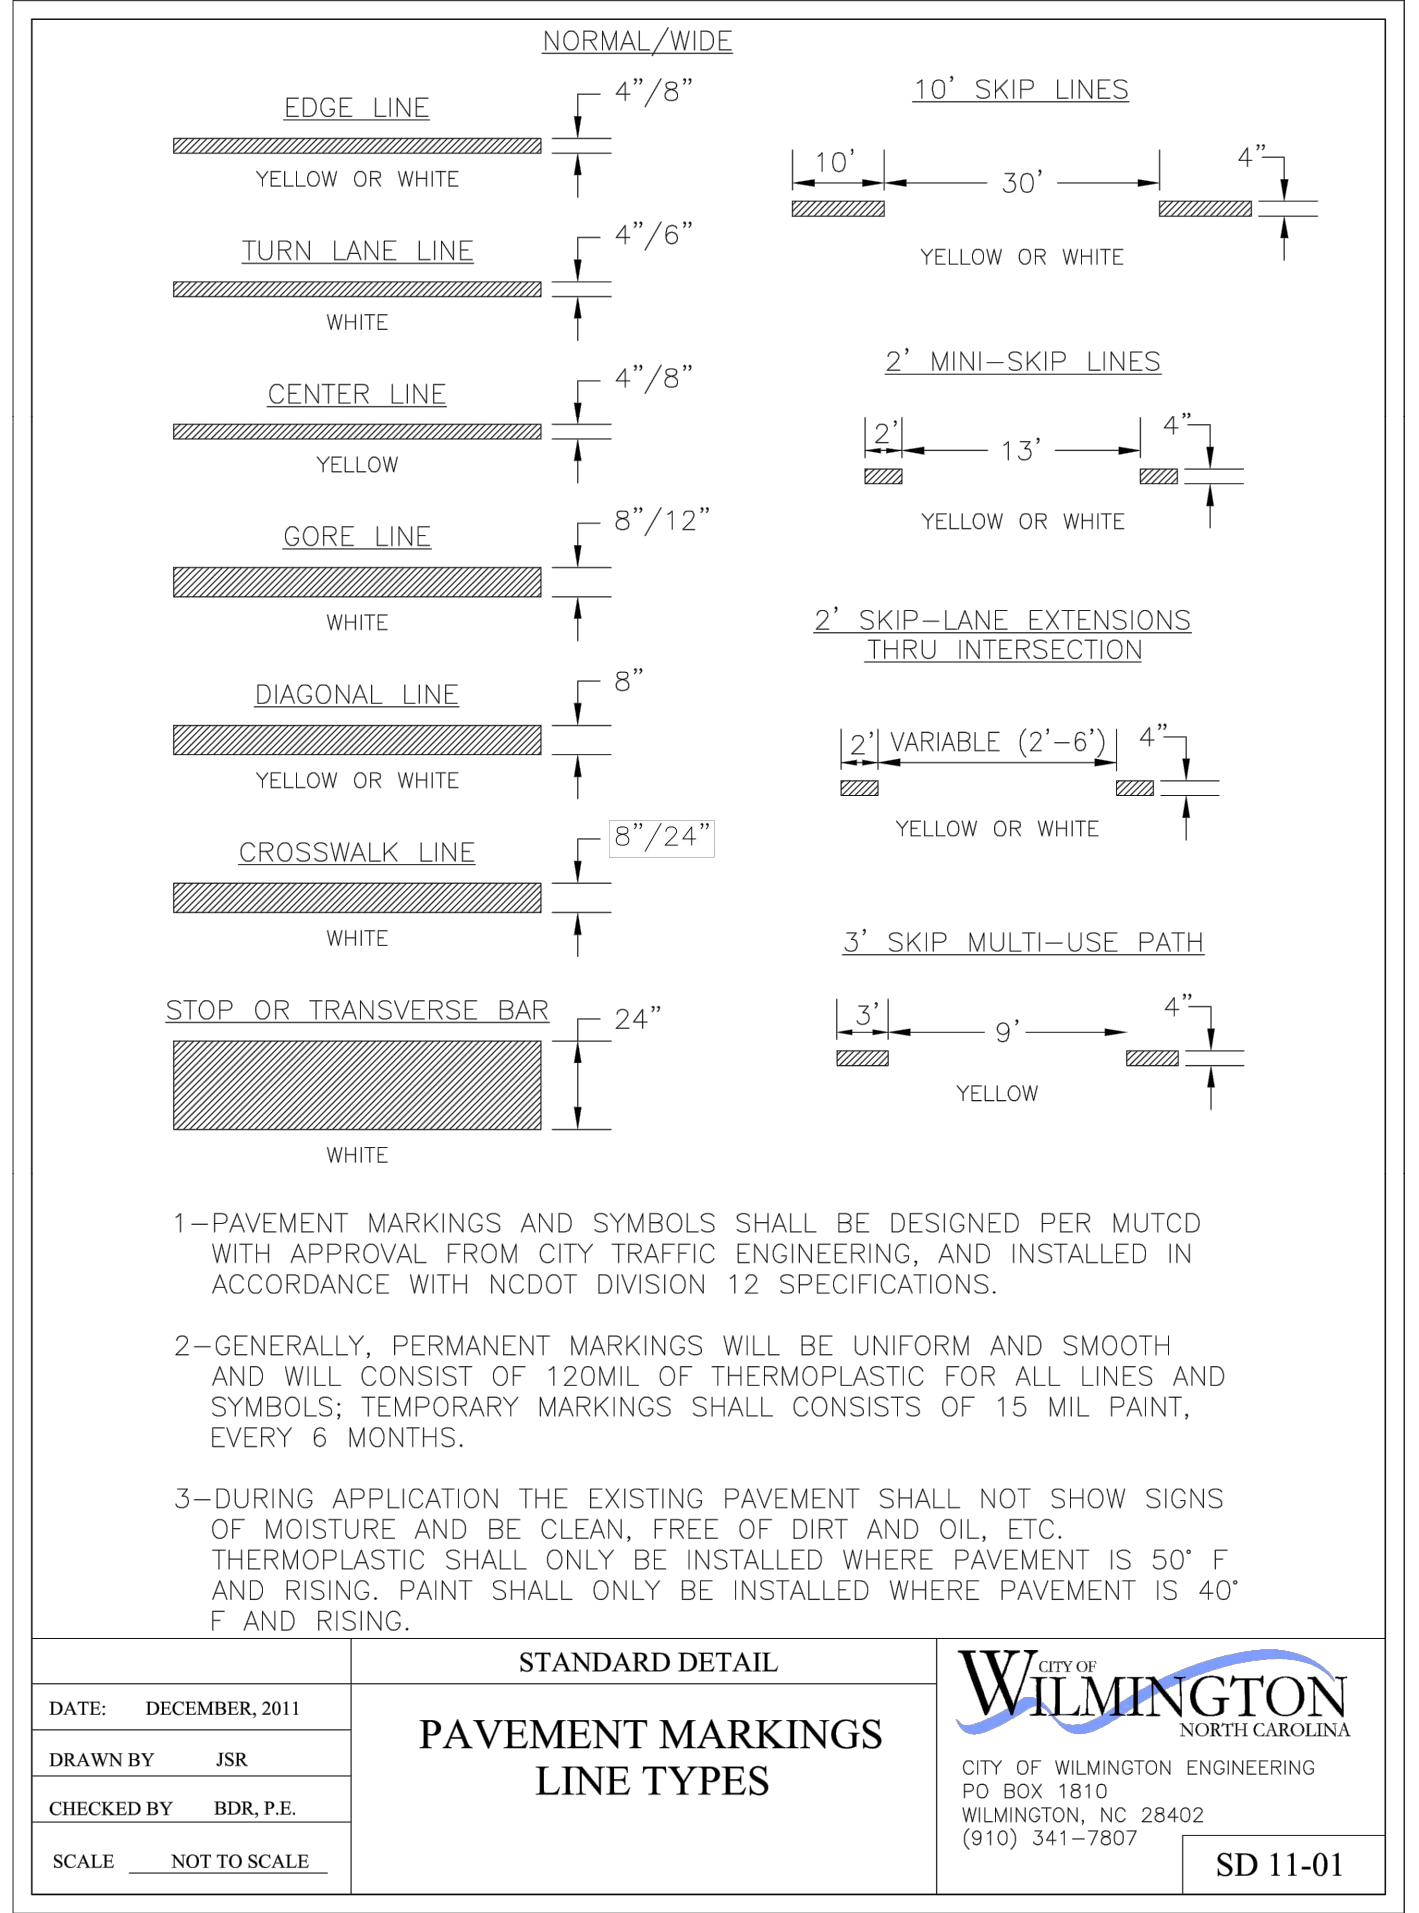 NORMAL/WIDE
EDGE LINE
4”/8”
YELLOW OR WHITE
TURN LANE LINE
4”/6”
WHITE
CENTER LINE
4”/8”
YELLOW
GORE LINE
8”/12”
WHITE
DIAGONAL LINE
8”
YELLOW OR WHITE
CROSSWALK LINE
8”/24”
WHITE
STOP OR TRANSVERSE BAR
24”
WHITE
10’ SKIP LINES
10’
30’
4”
YELLOW OR WHITE
2’ MINI–SKIP LINES
2’
13’
4”
YELLOW OR WHITE
2’ SKIP–LANE EXTENSIONS
THRU INTERSECTION
2’
VARIABLE (2’–6’)
4”
YELLOW OR WHITE
3’ SKIP MULTI–USE PATH
3’
9’
4”
YELLOW
1–PAVEMENT MARKINGS AND SYMBOLS SHALL BE DESIGNED PER MUTCD
WITH APPROVAL FROM CITY TRAFFIC ENGINEERING, AND INSTALLED IN
ACCORDANCE WITH NCDOT DIVISION 12 SPECIFICATIONS.
2–GENERALLY, PERMANENT MARKINGS WILL BE UNIFORM AND SMOOTH
AND WILL CONSIST OF 120MIL OF THERMOPLASTIC FOR ALL LINES AND
SYMBOLS; TEMPORARY MARKINGS SHALL CONSISTS OF 15 MIL PAINT,
EVERY 6 MONTHS.
3–DURING APPLICATION THE EXISTING PAVEMENT SHALL NOT SHOW SIGNS
OF MOISTURE AND BE CLEAN, FREE OF DIRT AND OIL, ETC.
THERMOPLASTIC SHALL ONLY BE INSTALLED WHERE PAVEMENT IS 50° F
AND RISING. PAINT SHALL ONLY BE INSTALLED WHERE PAVEMENT IS 40°
F AND RISING.
DATE: DECEMBER, 2011
DRAWN BY JSR
CHECKED BY BDR, P.E.
SCALE NOT TO SCALE
STANDARD DETAIL
PAVEMENT MARKINGS
LINE TYPES
CITY OF
WILMINGTON
NORTH CAROLINA
CITY OF WILMINGTON ENGINEERING
PO BOX 1810
WILMINGTON, NC 28402
(910) 341–7807
SD 11-01